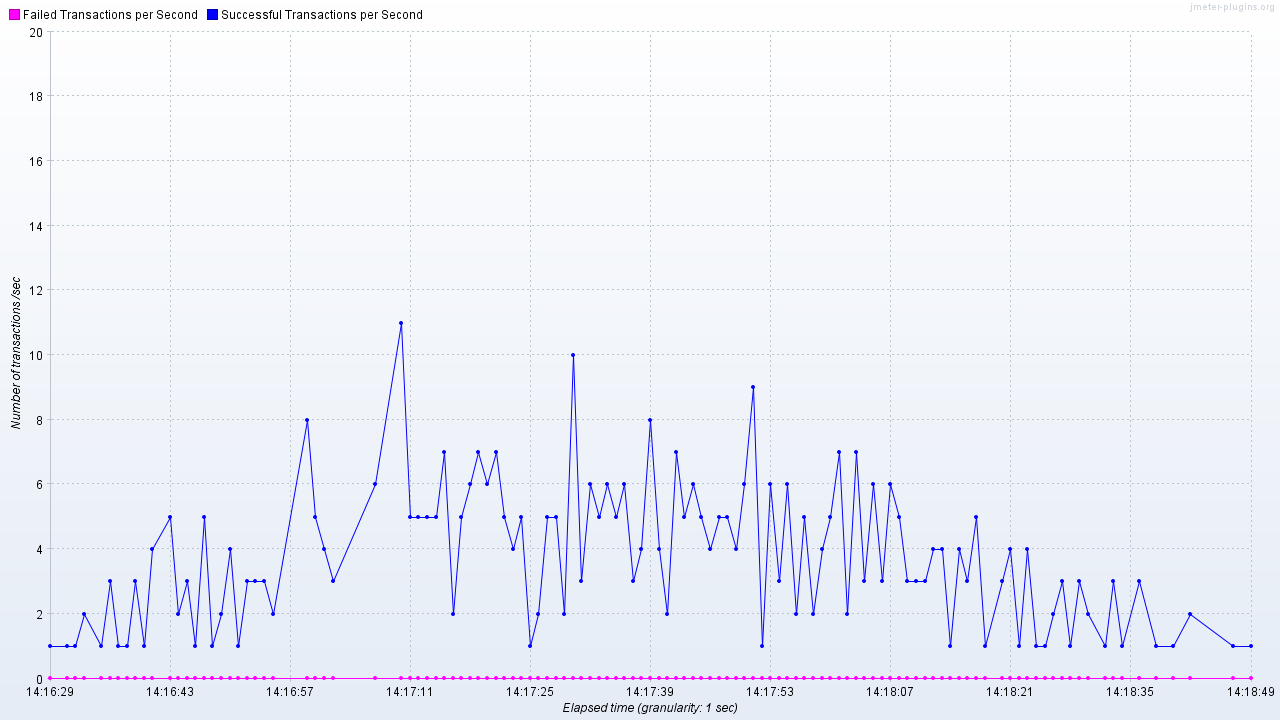 Failed Transactions per Second Successful Transactions per Second
jmeter-plugins.org
20
18
16
14
12
10
8
6
4
2
0
Number of transactions /sec
14:16:29 14:16:43 14:16:57 14:17:11 14:17:25 14:17:39 14:17:53 14:18:07 14:18:21 14:18:35 14:18:49
Elapsed time (granularity: 1 sec)